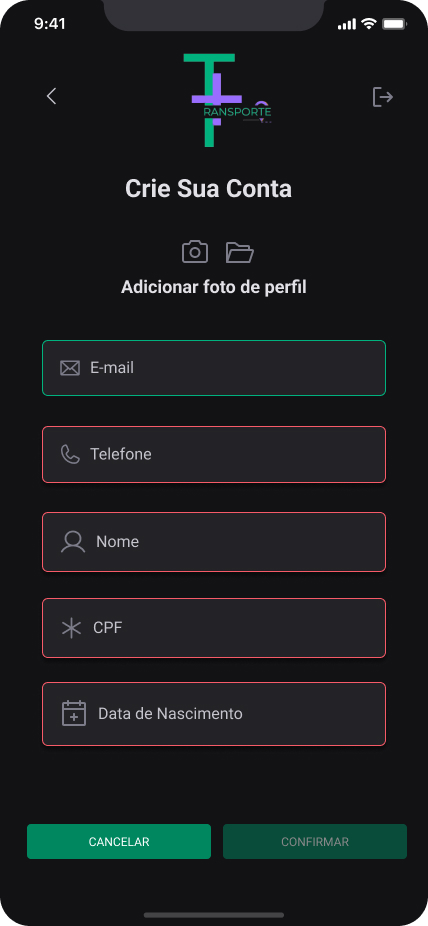 9:41
RANSPORTE
Crie Sua Conta
Adicionar foto de perfil
E-mail
Telefone
Nome
CPF
Data de Nascimento
CANCELAR
CONFIRMAR